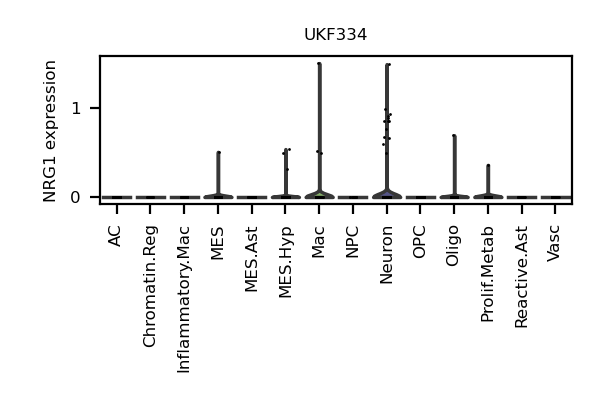 UKF334
NRG1 expression
1
0
AC
Chromatin.Reg
Inflammatory.Mac
MES
MES.Ast
MES.Hyp
Mac
NPC
Neuron
OPC
Oligo
Prolif.Metab
Reactive.Ast
Vasc